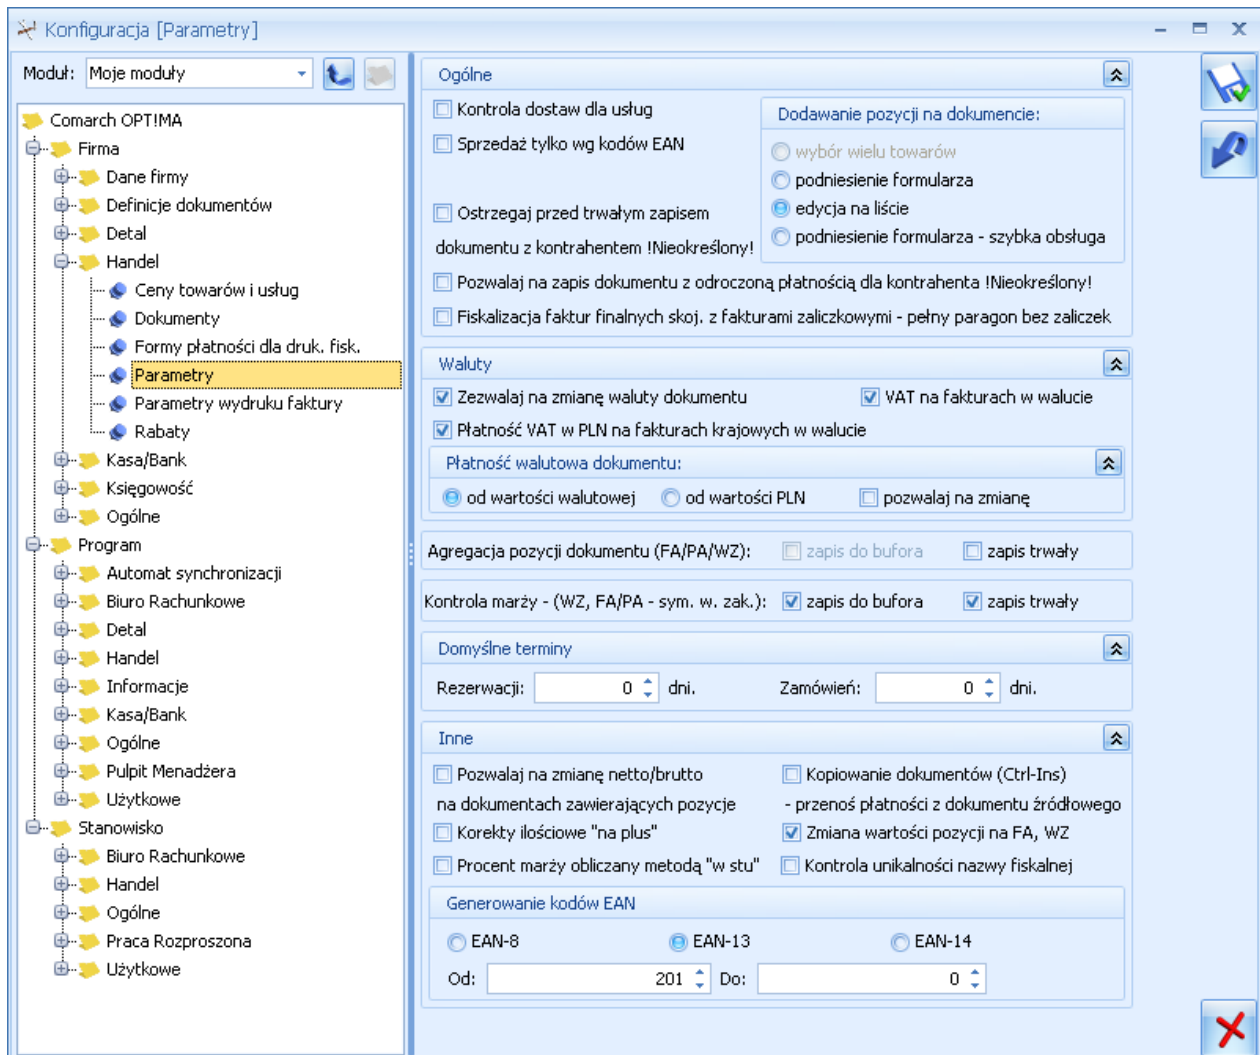 Konfiguracja [Parametry]
Moduł: Moje moduły
Comarch OPT!MA
Firma
Dane firmy
Definicje dokumentów
Detal
Handel
Ceny towarów i usług
Dokumenty
Formy płatności dla druk. fisk.
Parametry
Parametry wydruku faktury
Rabaty
Kasa/Bank
Księgowość
Ogólne
Program
Automat synchronizacji
Biuro Rachunkowe
Detal
Handel
Informacje
Kasa/Bank
Ogólne
Pulpit Menadżera
Użytkowe
Stanowisko
Biuro Rachunkowe
Handel
Ogólne
Praca Rozproszona
Użytkowe
Ogólne
Kontrola dostaw dla usług
Sprzedaż tylko wg kodów EAN
Ostrzegaj przed trwałym zapisem
dokumentu z kontrahentem !Nieokreślony!
Dodawanie pozycji na dokumencie:
wybór wielu towarów
podniesienie formularza
edycja na liście
podniesienie formularza - szybka obsługa
Pozwalaj na zapis dokumentu z odroczoną płatnością dla kontrahenta !Nieokreślony!
Fiskalizacja faktur finalnych skoj. z fakturami zaliczkowymi - pełny paragon bez zaliczek
Waluty
Zezwalaj na zmianę waluty dokumentu VAT na fakturach w walucie
Płatność VAT w PLN na fakturach krajowych w walucie
Płatność walutowa dokumentu:
od wartości walutowej od wartości PLN pozwalaj na zmianę
Agregacja pozycji dokumentu (FA/PA/WZ): zapis do bufora zapis trwały
Kontrola marży - (WZ, FA/PA - sym. w. zak.): zapis do bufora zapis trwały
Domyślne terminy
Rezerwacji: 0 dni. Zamówień: 0 dni.
Inne
Pozwalaj na zmianę netto/brutto
na dokumentach zawierających pozycje
Kopiowanie dokumentów (Ctrl-Ins)
- przenoś płatności z dokumentu źródłowego
Korekty ilościowe "na plus" Zmiana wartości pozycji na FA, WZ
Procent marży obliczany metodą "w stu" Kontrola unikalności nazwy fiskalnej
Generowanie kodów EAN
EAN-8 EAN-13 EAN-14
Od: 201 Do: 0